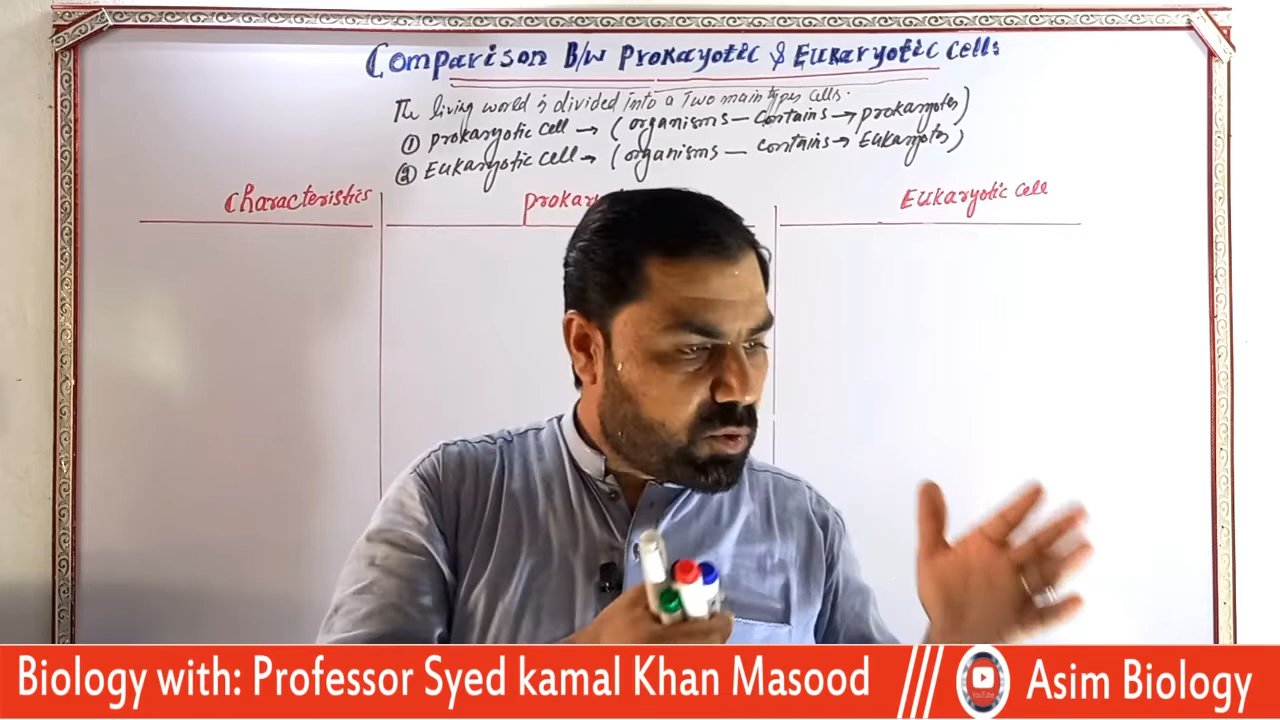 Comparison B/w Prokayotic & Eukaryotic cells
The living world is divided into a Two main types cells.
① prokaryotic cell → (organisms – contains → prokaryotes)
② Eukaryotic cell → (organisms – contains → Eukaryotes)
characteristics
Eukaryotic cell
Biology with: Professor Syed kamal Khan Masood
YouTube
Asim Biology